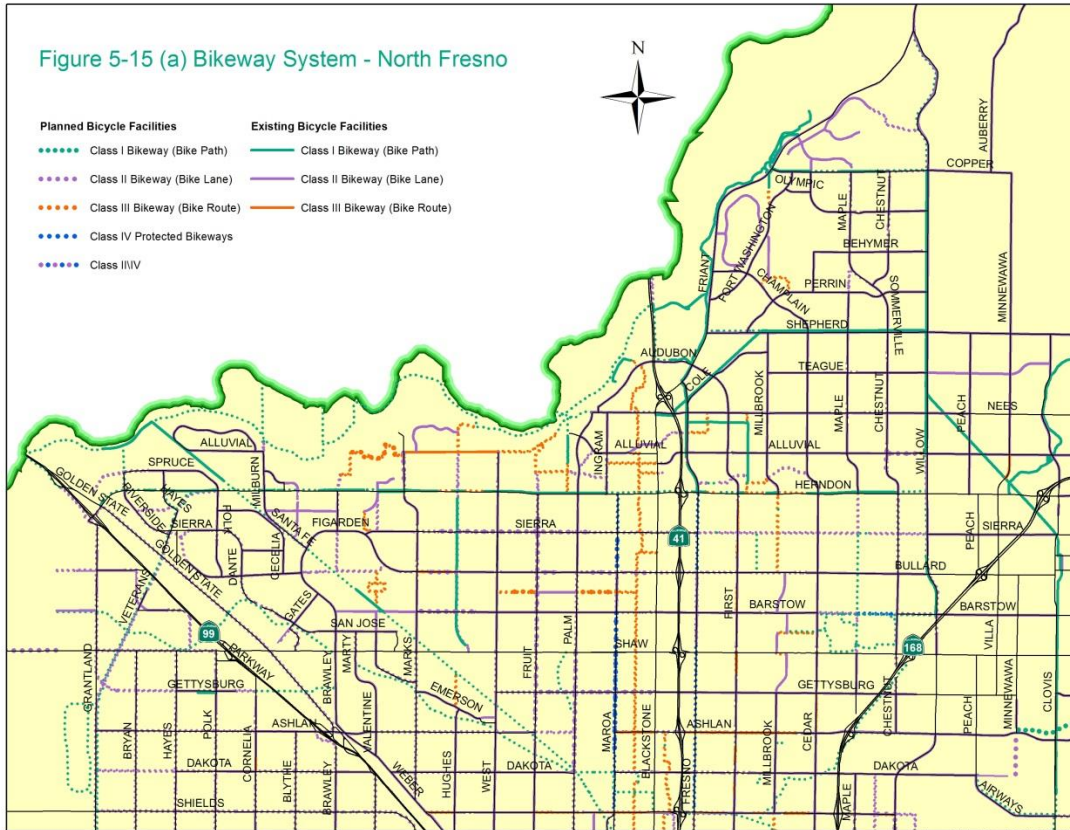 Figure 5-15 (a) Bikeway System - North Fresno
N
Planned Bicycle Facilities
Existing Bicycle Facilities
Class I Bikeway (Bike Path)
Class I Bikeway (Bike Path)
Class II Bikeway (Bike Lane)
Class II Bikeway (Bike Lane)
Class III Bikeway (Bike Route)
Class III Bikeway (Bike Route)
Class IV Protected Bikeways
Class II\IV
AUBERRY
COPPER
OLYMPIC
MAPLE
CHESTNUT
FORT WASHINGTON
BEHYMER
FRIANT
CHAMPLAIN
PERRIN
SOMMERVILLE
MINNEWAWA
SHEPHERD
AUDUBON
COLE
TEAGUE
MILLBROOK
MAPLE
CHESTNUT
PEACH
NEES
INGRAM
ALLUVIAL
ALLUVIAL
ALLUVIAL
WILLOW
SPRUCE
MILBURN
HERNDON
GOLDEN STATE
RIVERSIDE
HAYES
SIERRA
POLK
SANTA FE
FIGARDEN
SIERRA
41
PEACH
SIERRA
GOLDEN STATE
DANTE
CECELIA
BULLARD
VETERANS
GATES
FIRST
BARSTOW
BARSTOW
99
SAN JOSE
PALM
SHAW
168
VILLA
PARKWAY
MARTY
MARKS
FRUIT
GRANTLAND
GETTYSBURG
BRAWLEY
EMERSON
GETTYSBURG
MINNEWAWA
CLOVIS
BRYAN
HAYES
POLK
CORNELIA
ASHLAN
VALENTINE
MAROA
BLACKSTONE
ASHLAN
MILLBROOK
CEDAR
CHESTNUT
PEACH
DAKOTA
BLYTHE
BRAWLEY
WEBER
HUGHES
WEST
DAKOTA
FRESNO
DAKOTA
MAPLE
AIRWAYS
SHIELDS